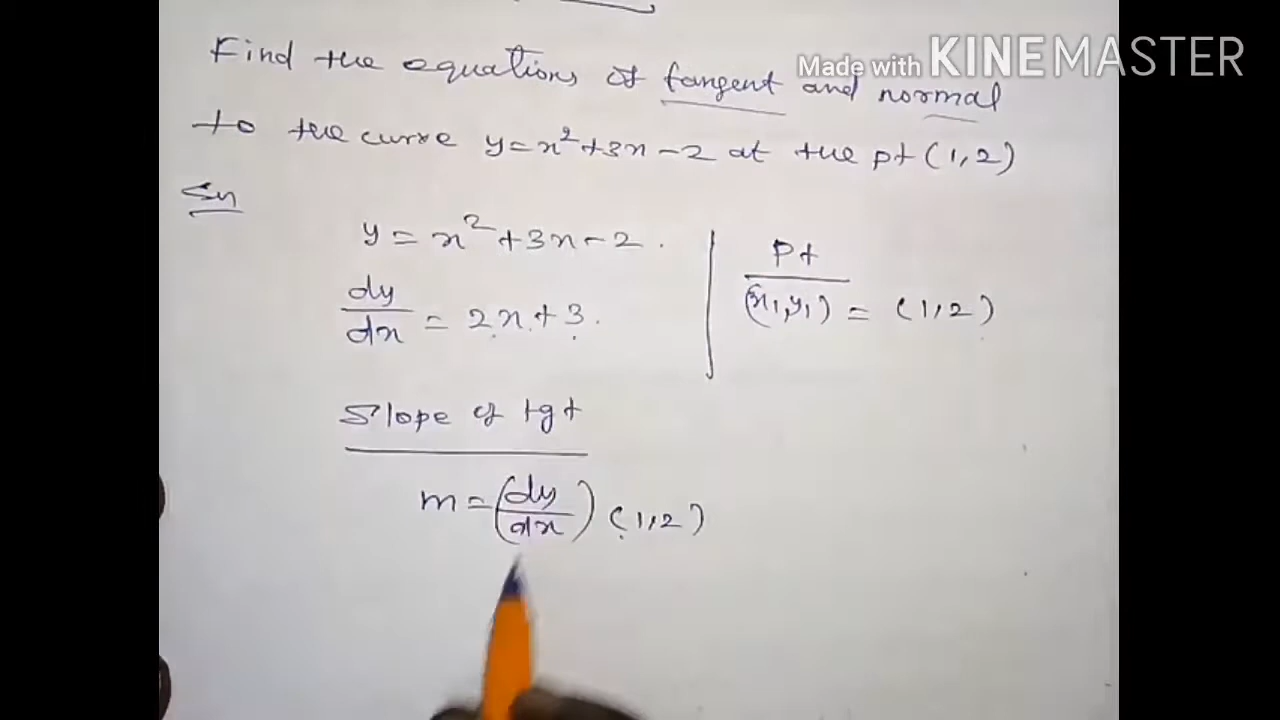 Made with KINEMASTER
Find the equations of tangent and normal
to the curve y=x²+3x-2 at the pt (1,2)
Sn
y = x²+3x-2.
dy/dx = 2x+3.
Pt
(x₁,y₁) = (1,2)
Slope of tgt
m = (dy/dx) (1,2)